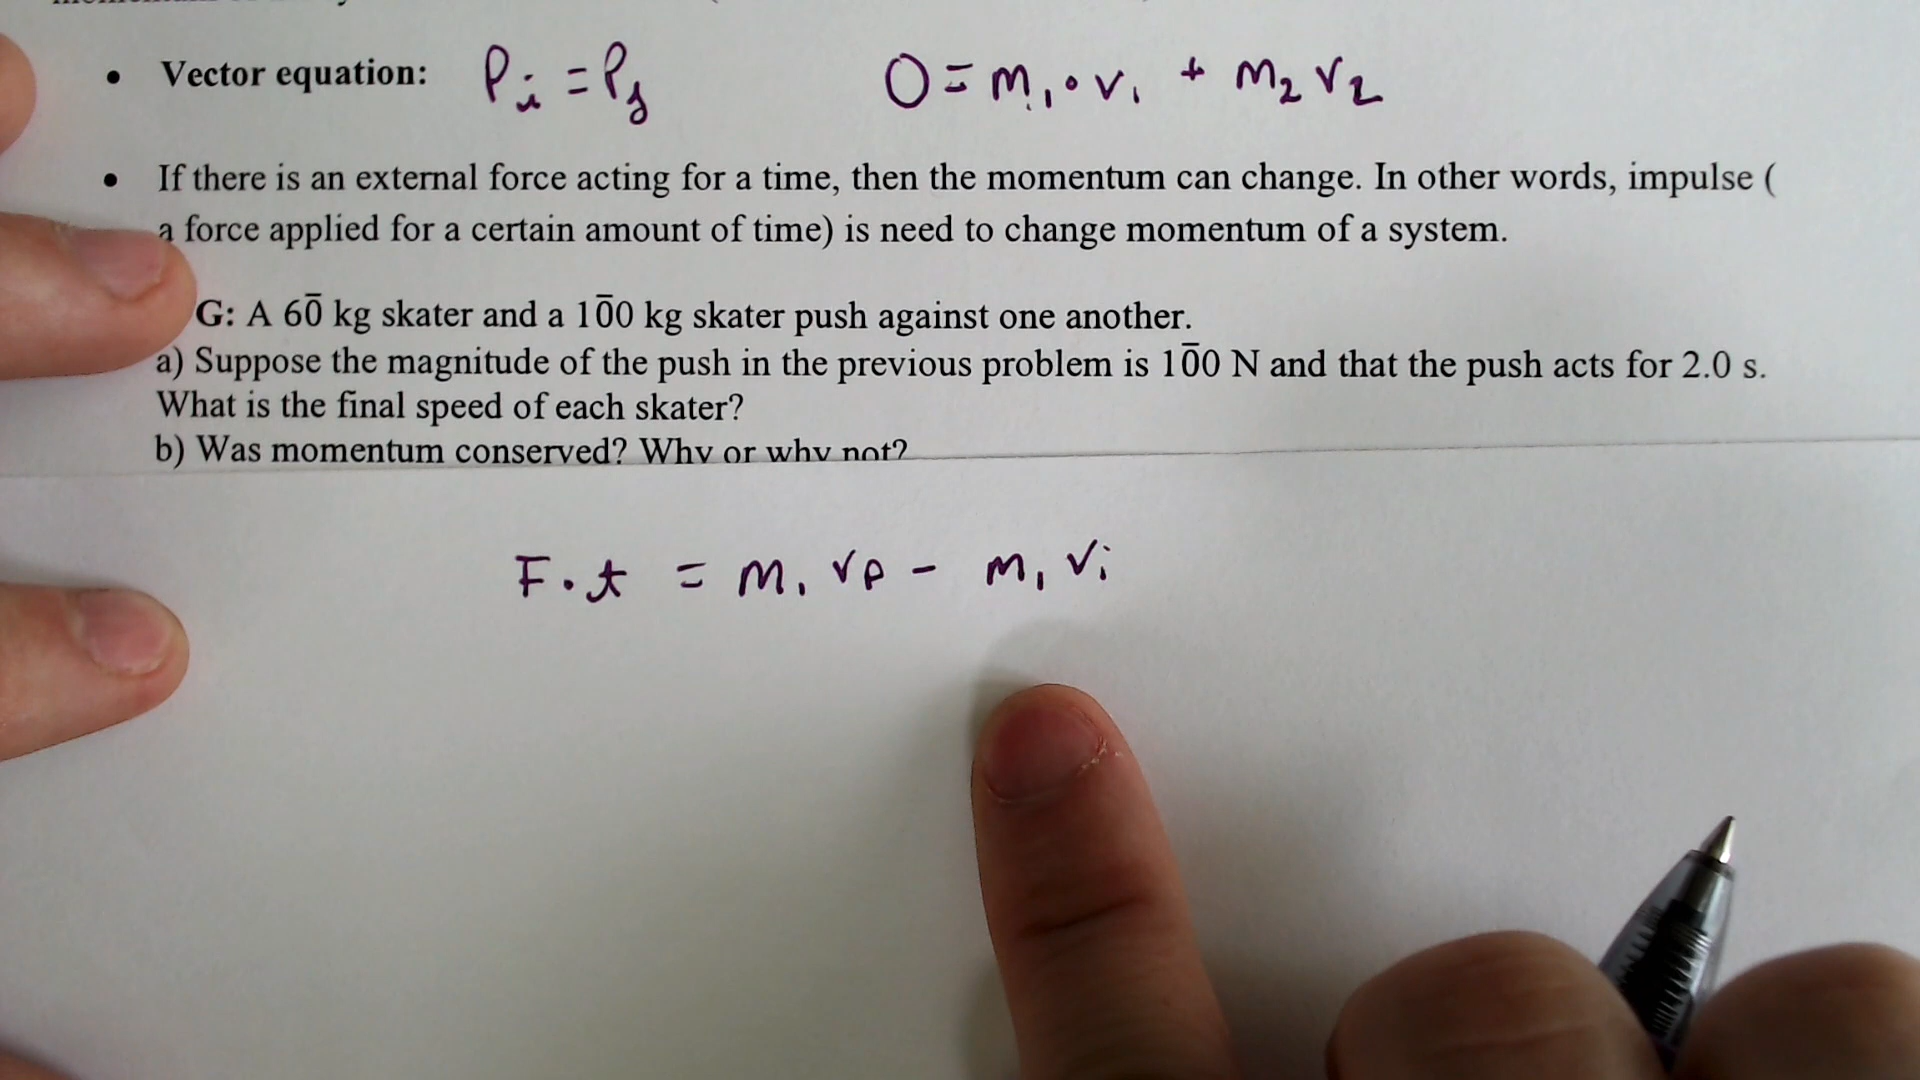 • Vector equation: Pi = Pf 0 = m₁ • v₁ + m₂ v₂
• If there is an external force acting for a time, then the momentum can change. In other words, impulse (
a force applied for a certain amount of time) is need to change momentum of a system.
G: A 60̅ kg skater and a 10̅0 kg skater push against one another.
a) Suppose the magnitude of the push in the previous problem is 10̅0 N and that the push acts for 2.0 s.
What is the final speed of each skater?
b) Was momentum conserved? Why or why not?
F • t = m₁ vf - m₁ vi